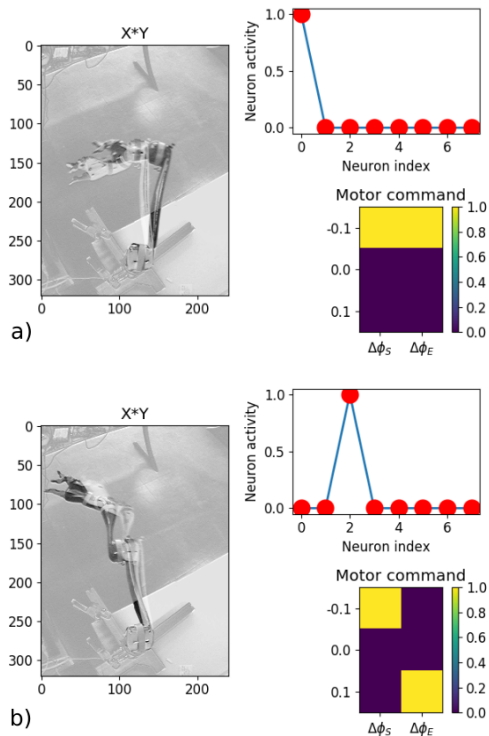 X*Y
0
50
100
150
200
250
300
0 100 200
a)
Neuron activity
1.0
0.5
0.0
0 2 4 6
Neuron index
Motor command
-0.1
0.0
0.1
ΔϕS ΔϕE
1.0
0.8
0.6
0.4
0.2
0.0
X*Y
0
50
100
150
200
250
300
0 100 200
b)
Neuron activity
1.0
0.5
0.0
0 2 4 6
Neuron index
Motor command
-0.1
0.0
0.1
ΔϕS ΔϕE
1.0
0.8
0.6
0.4
0.2
0.0